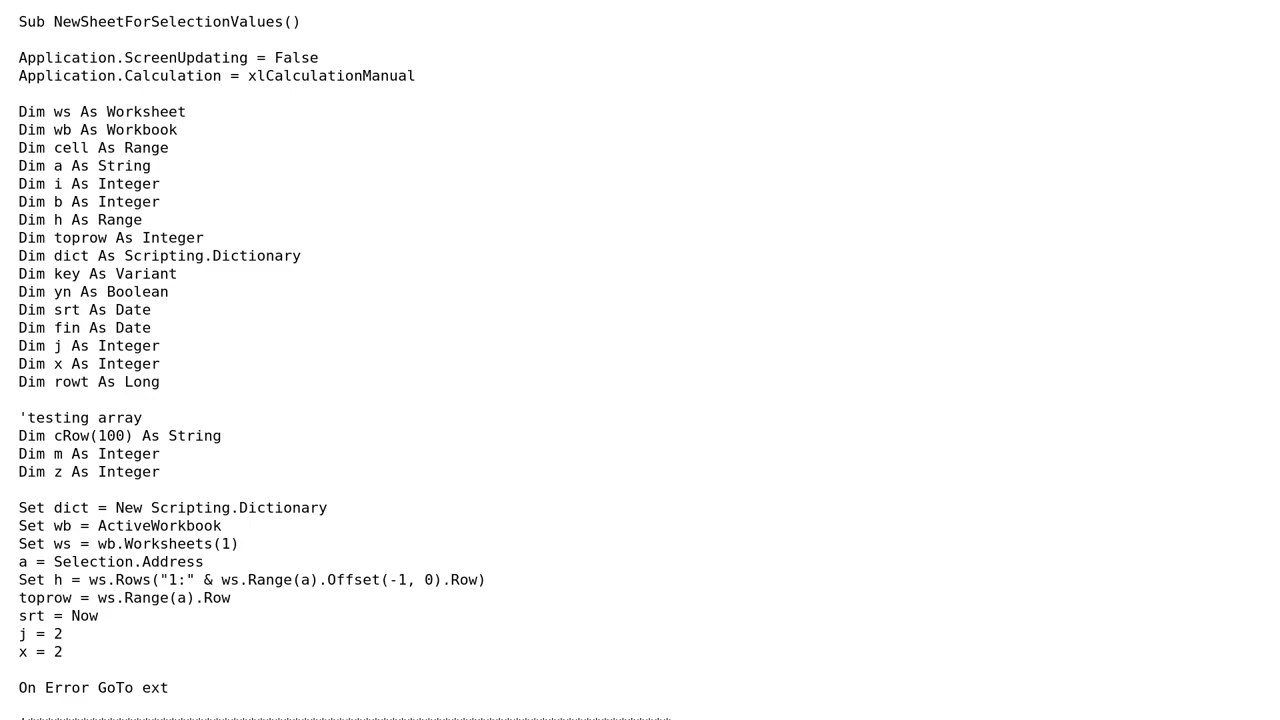 Sub NewSheetForSelectionValues()
Application.ScreenUpdating = False
Application.Calculation = xlCalculationManual
Dim ws As Worksheet
Dim wb As Workbook
Dim cell As Range
Dim a As String
Dim i As Integer
Dim b As Integer
Dim h As Range
Dim toprow As Integer
Dim dict As Scripting.Dictionary
Dim key As Variant
Dim yn As Boolean
Dim srt As Date
Dim fin As Date
Dim j As Integer
Dim x As Integer
Dim rowt As Long
'testing array
Dim cRow(100) As String
Dim m As Integer
Dim z As Integer
Set dict = New Scripting.Dictionary
Set wb = ActiveWorkbook
Set ws = wb.Worksheets(1)
a = Selection.Address
Set h = ws.Rows("1:" & ws.Range(a).Offset(-1, 0).Row)
toprow = ws.Range(a).Row
srt = Now
j = 2
x = 2
On Error GoTo ext